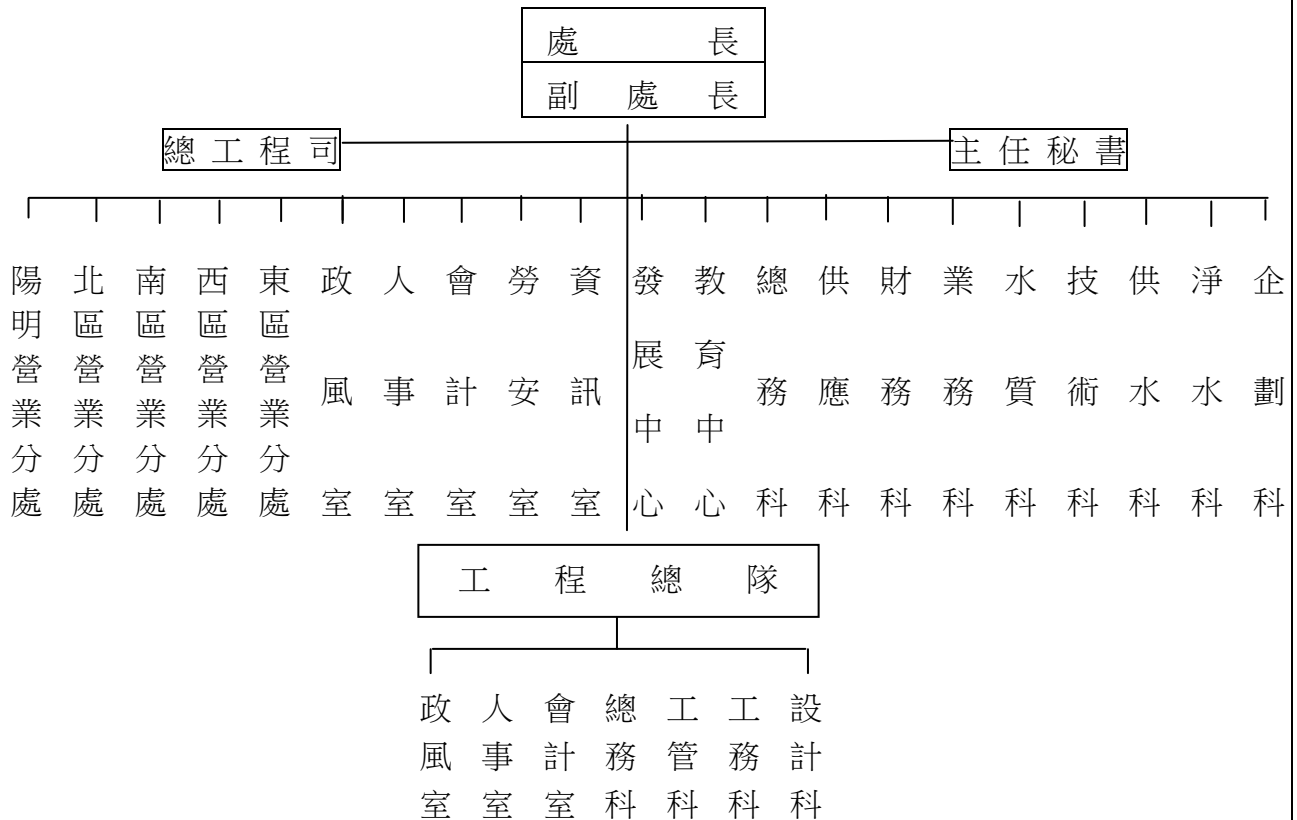 處長
副處長
總工程司
主任秘書
企劃科
淨水科
供水科
技術科
水質科
業務科
財務科
供應科
總務科
教育中心
發展中心
資訊室
勞安室
會計室
人事室
政風室
東區營業分處
西區營業分處
南區營業分處
北區營業分處
陽明營業分處
工程總隊
設計科
工務科
工管科
總務科
會計室
人事室
政風室